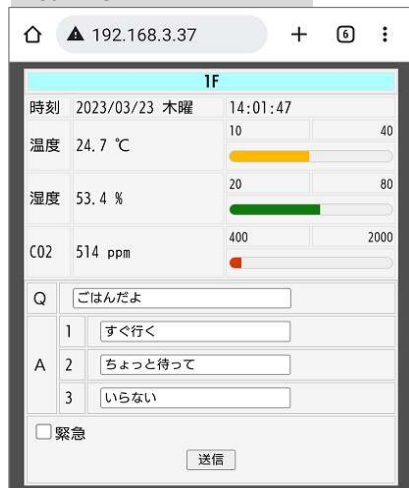 192.168.3.37 6
1F
時刻 2023/03/23 木曜 14:01:47
温度 24.7 ℃ 10 40
湿度 53.4 % 20 80
CO2 514 ppm 400 2000
Q ごはんだよ
A
1 すぐ行く
2 ちょっと待って
3 いらない
緊急
送信